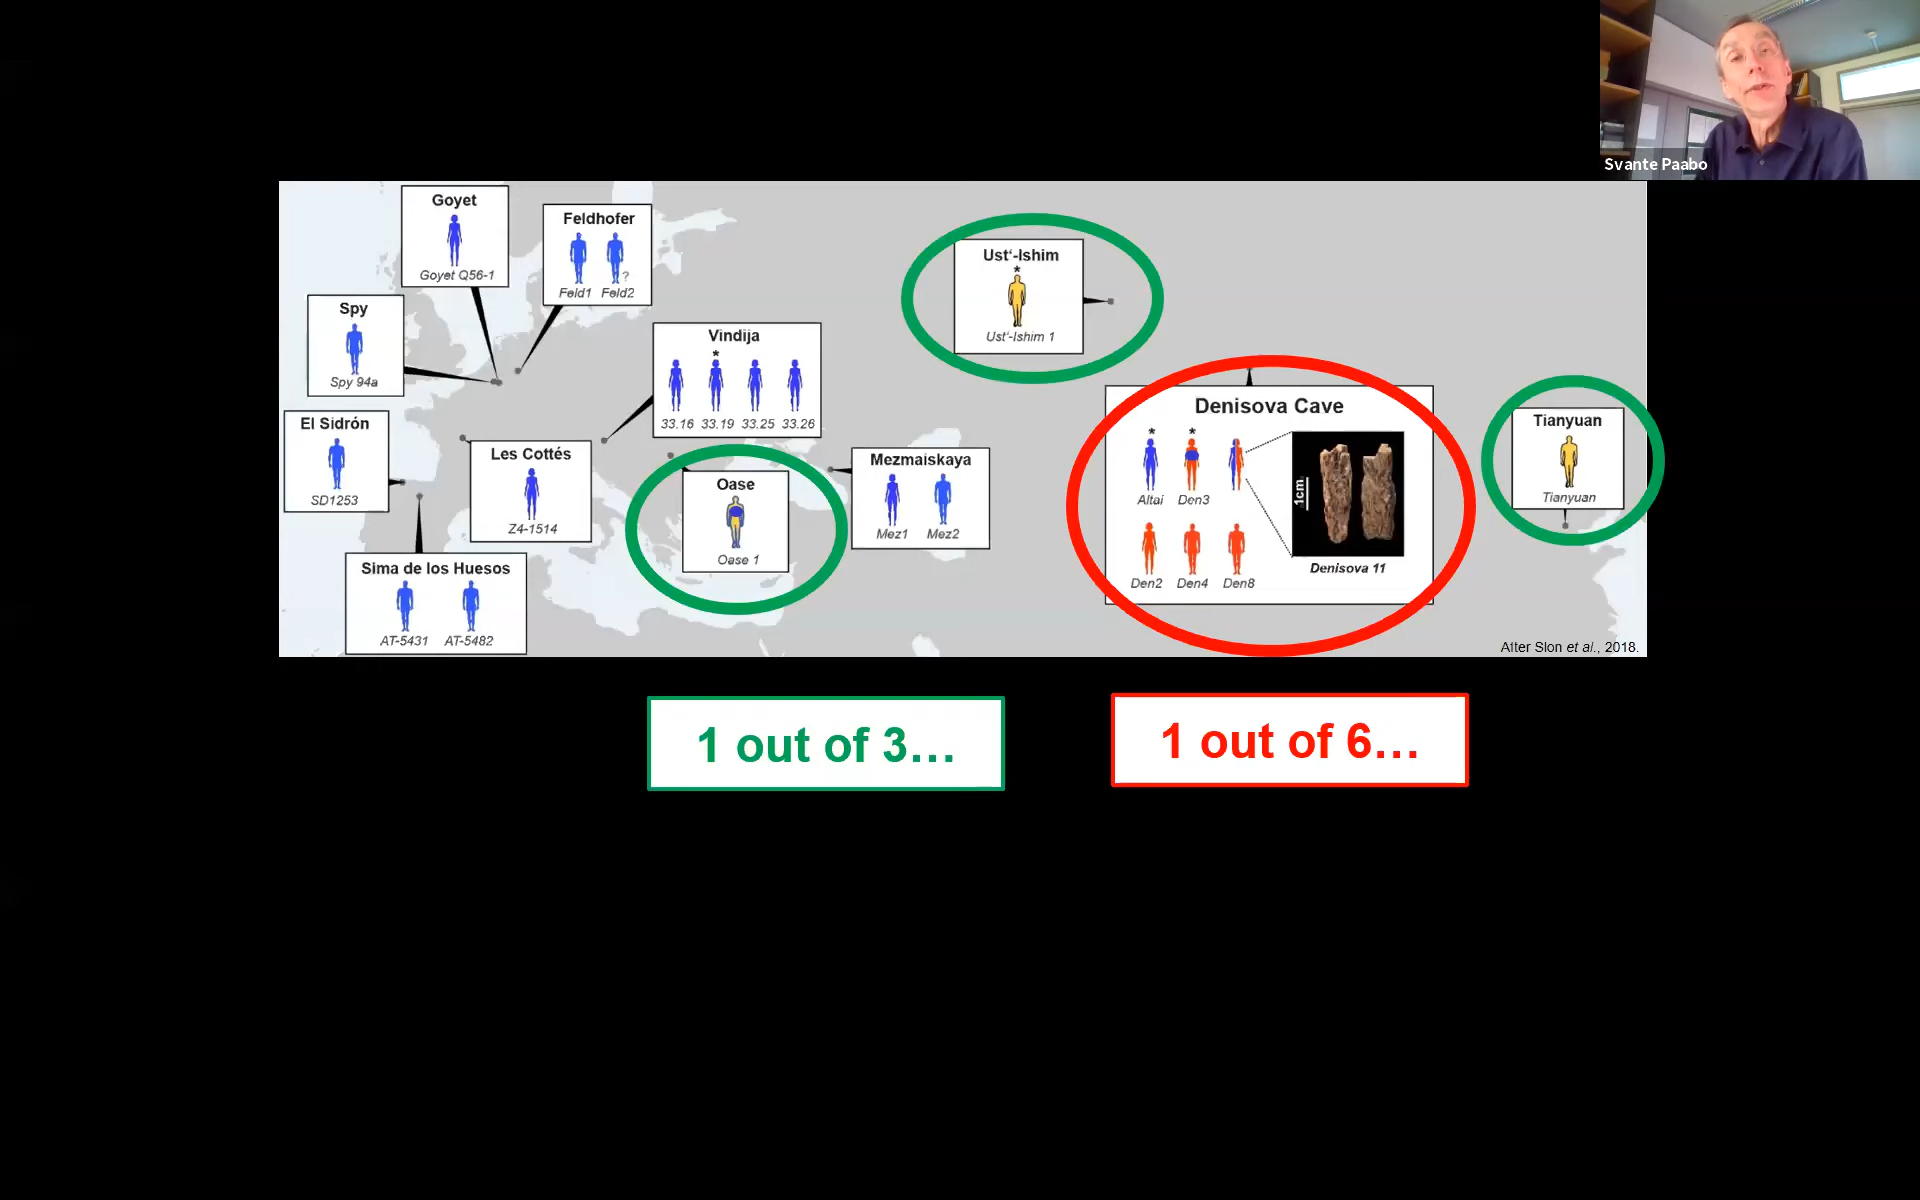 Svante Paabo
Goyet
Goyet Q56-1
Feldhofer
?
Feld1 Feld2
Spy
Spy 94a
Vindija
*
33.16 33.19 33.25 33.26
Ust'-Ishim
*
Ust'-Ishim 1
El Sidrón
SD1253
Les Cottés
Z4-1514
Oase
Oase 1
Mezmaiskaya
Mez1 Mez2
Denisova Cave
* *
Altai Den3
Den2 Den4 Den8
1cm
Denisova 11
Tianyuan
Tianyuan
Sima de los Huesos
AT-5431 AT-5482
After Slon et al., 2018.
1 out of 3...
1 out of 6...